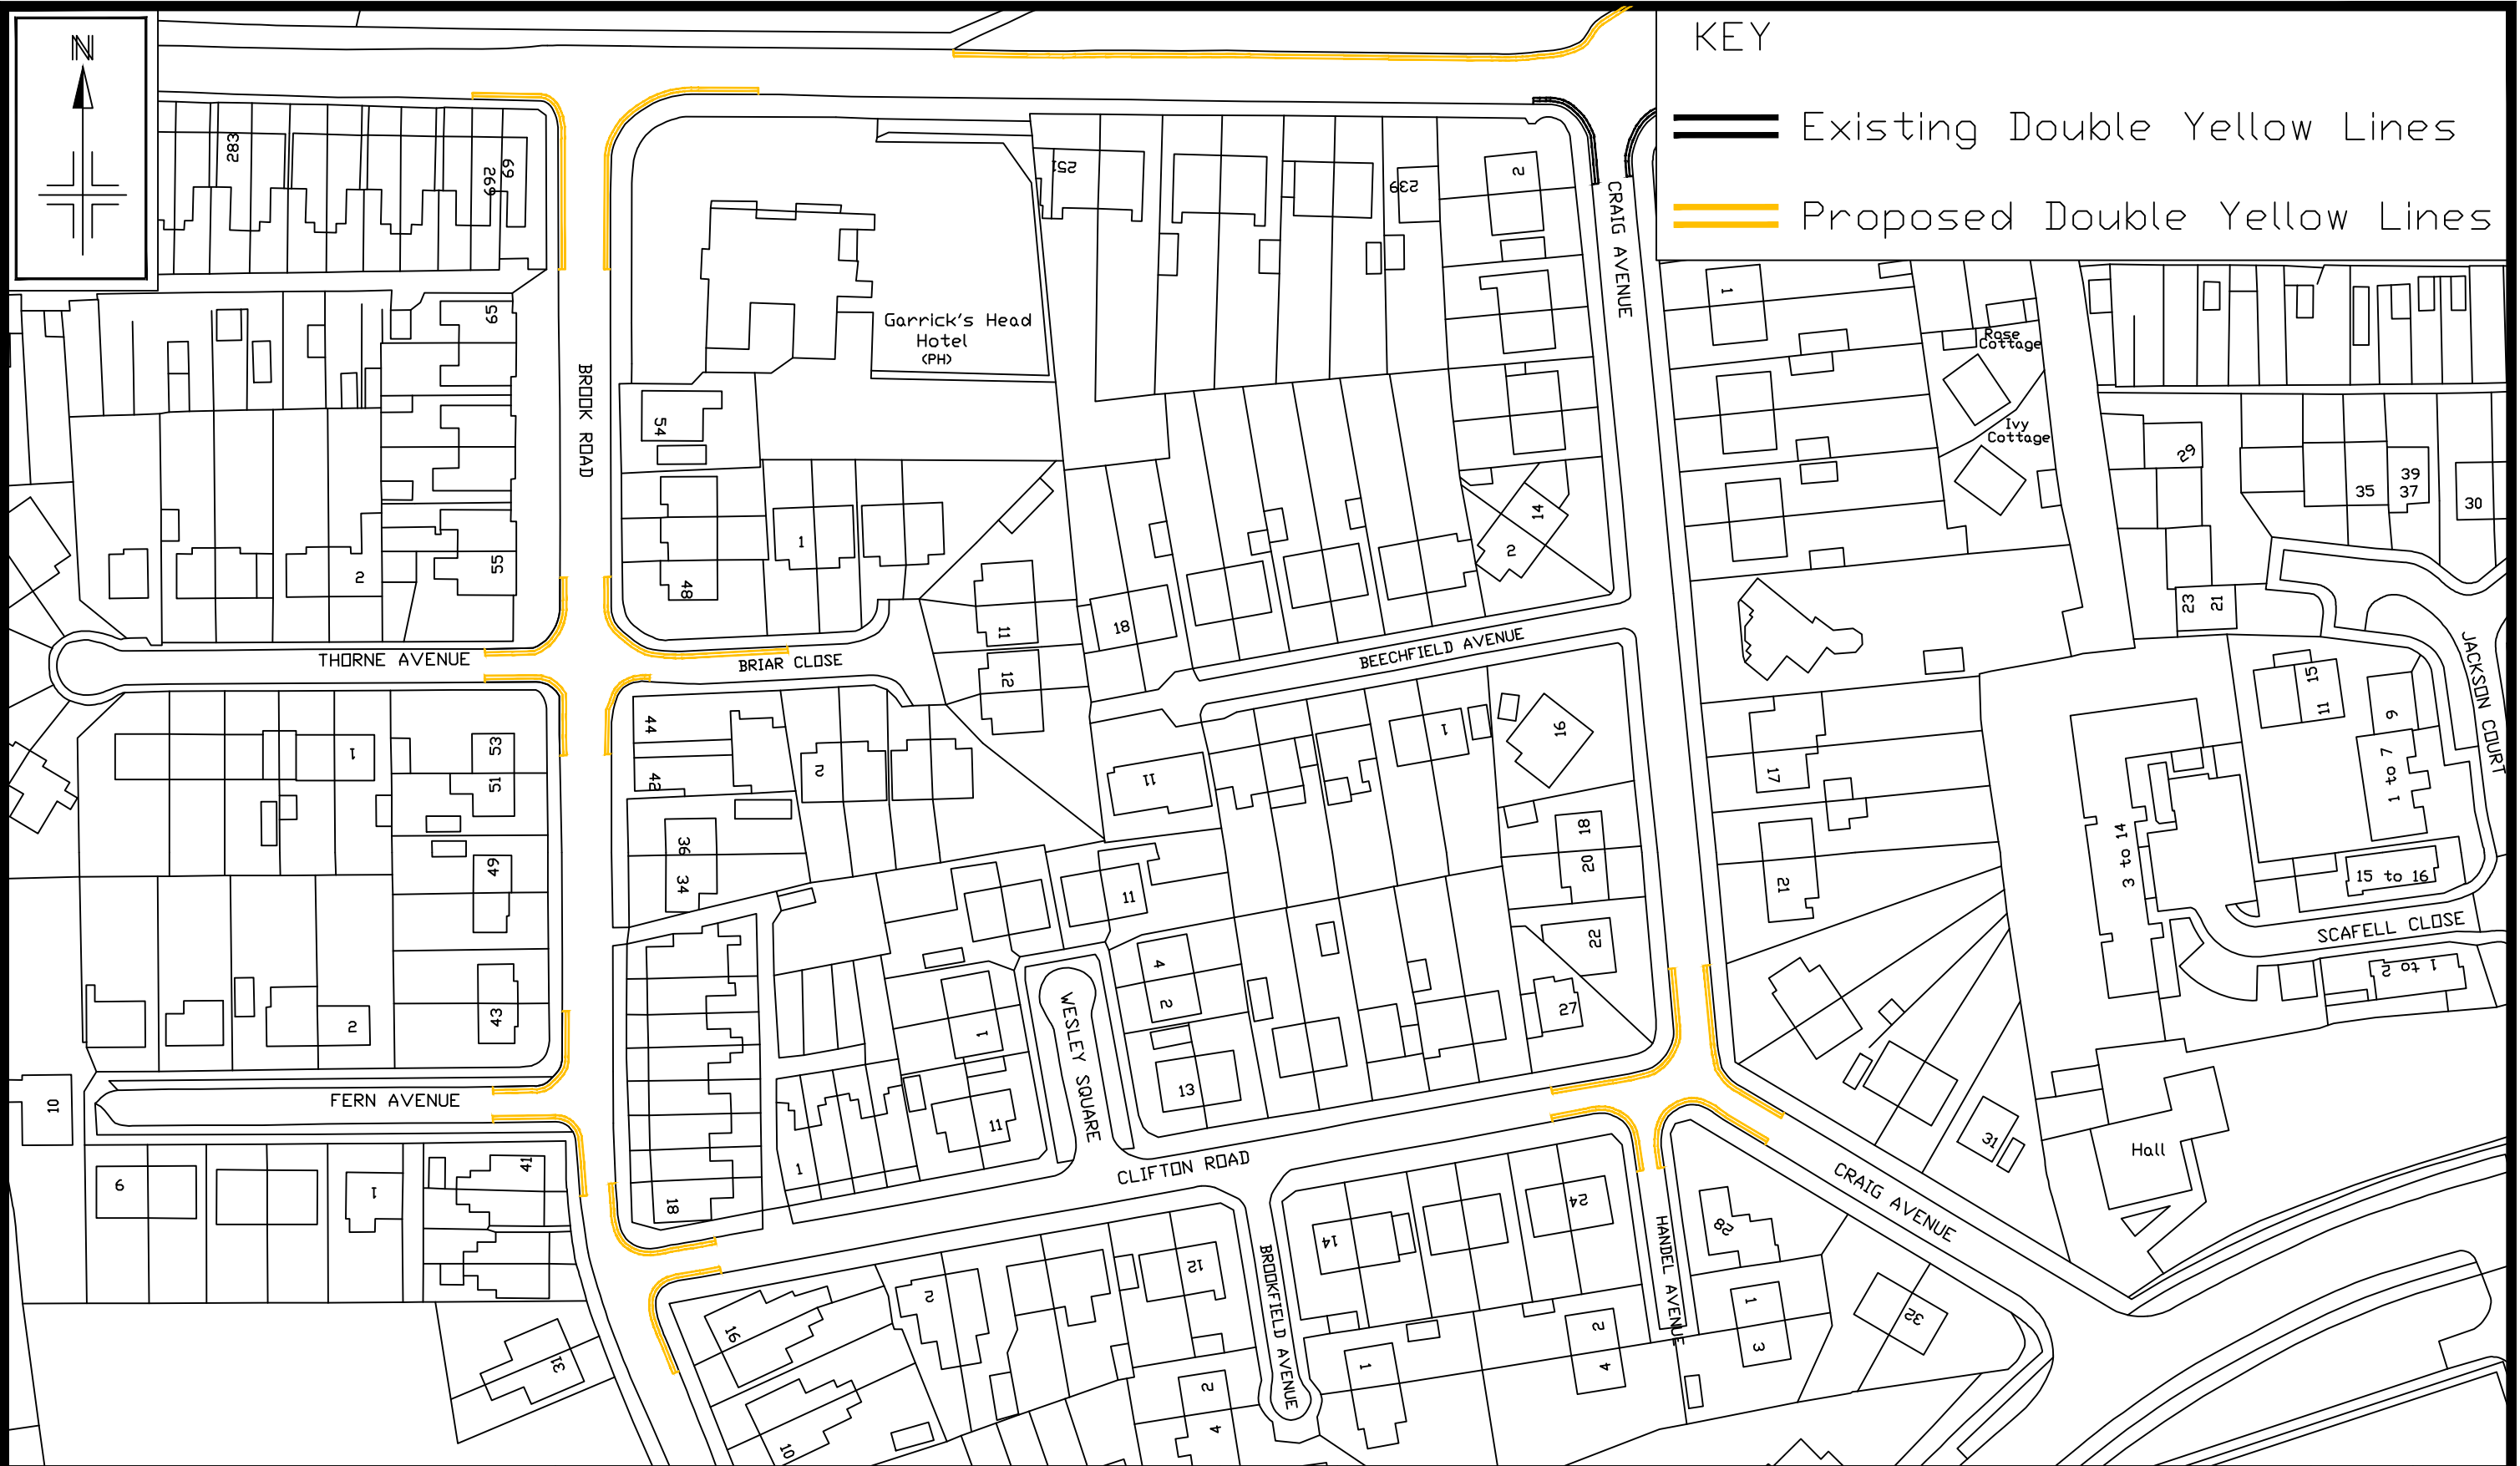 N
KEY
Existing Double Yellow Lines
Proposed Double Yellow Lines
283
269
69
251
239
2
CRAIG AVENUE
1
65
BROOK ROAD
Garrick's Head
Hotel
(PH)
54
Rose
Cottage
Ivy
Cottage
29
35
39
37
30
14
2
1
48
55
2
11
18
23
21
THORNE AVENUE
BRIAR CLOSE
BEECHFIELD AVENUE
JACKSON COURT
12
15
11
9
44
42
2
11
1
16
17
1
53
51
1 to 7
36
34
49
18
20
21
3 to 14
15 to 16
11
22
SCAFELL CLOSE
1 to 2
4
2
27
43
2
1
WESLEY SQUARE
13
10
FERN AVENUE
11
31
Hall
1
CLIFTON ROAD
CRAIG AVENUE
9
1
41
18
24
14
28
HANDEL AVENUE
BROOKFIELD AVENUE
12
2
16
31
1
3
32
2
4
1
2
4
10